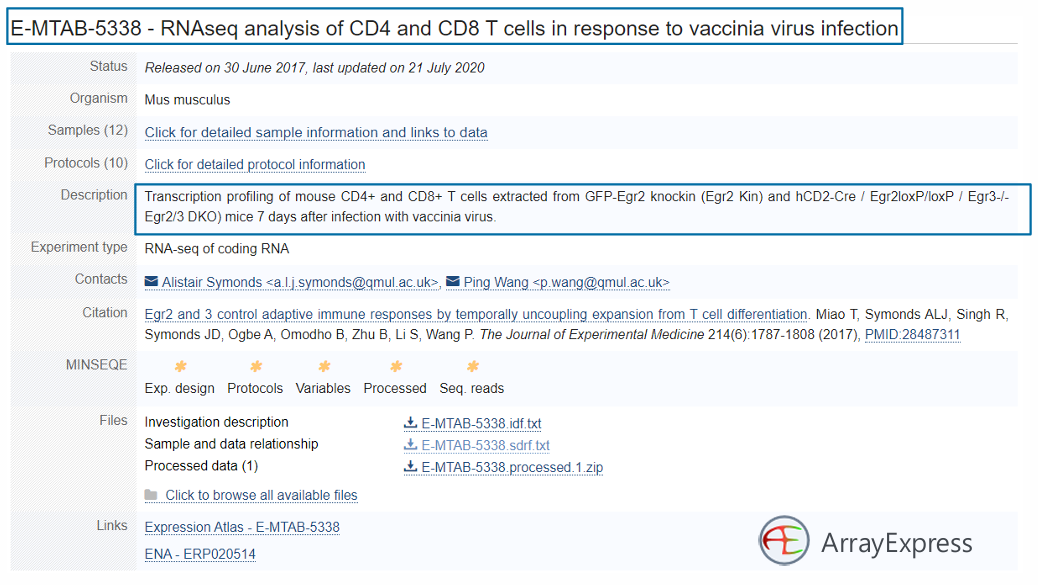 E-MTAB-5338 - RNAseq analysis of CD4 and CD8 T cells in response to vaccinia virus infection
Status Released on 30 June 2017, last updated on 21 July 2020
Organism Mus musculus
Samples (12) Click for detailed sample information and links to data
Protocols (10) Click for detailed protocol information
Description Transcription profiling of mouse CD4+ and CD8+ T cells extracted from GFP-Egr2 knockin (Egr2 Kin) and hCD2-Cre / Egr2loxP/loxP / Egr3-/-
Egr2/3 DKO) mice 7 days after infection with vaccinia virus.
Experiment type RNA-seq of coding RNA
Contacts Alistair Symonds <a.l.j.symonds@qmul.ac.uk>, Ping Wang <p.wang@qmul.ac.uk>
Citation Egr2 and 3 control adaptive immune responses by temporally uncoupling expansion from T cell differentiation. Miao T, Symonds ALJ, Singh R,
Symonds JD, Ogbe A, Omodho B, Zhu B, Li S, Wang P. The Journal of Experimental Medicine 214(6):1787-1808 (2017), PMID:28487311
MINSEQE * * * * *
Exp. design Protocols Variables Processed Seq. reads
Files Investigation description E-MTAB-5338.idf.txt
Sample and data relationship E-MTAB-5338.sdrf.txt
Processed data (1) E-MTAB-5338.processed.1.zip
Click to browse all available files
Links Expression Atlas - E-MTAB-5338
ENA - ERP020514
ArrayExpress